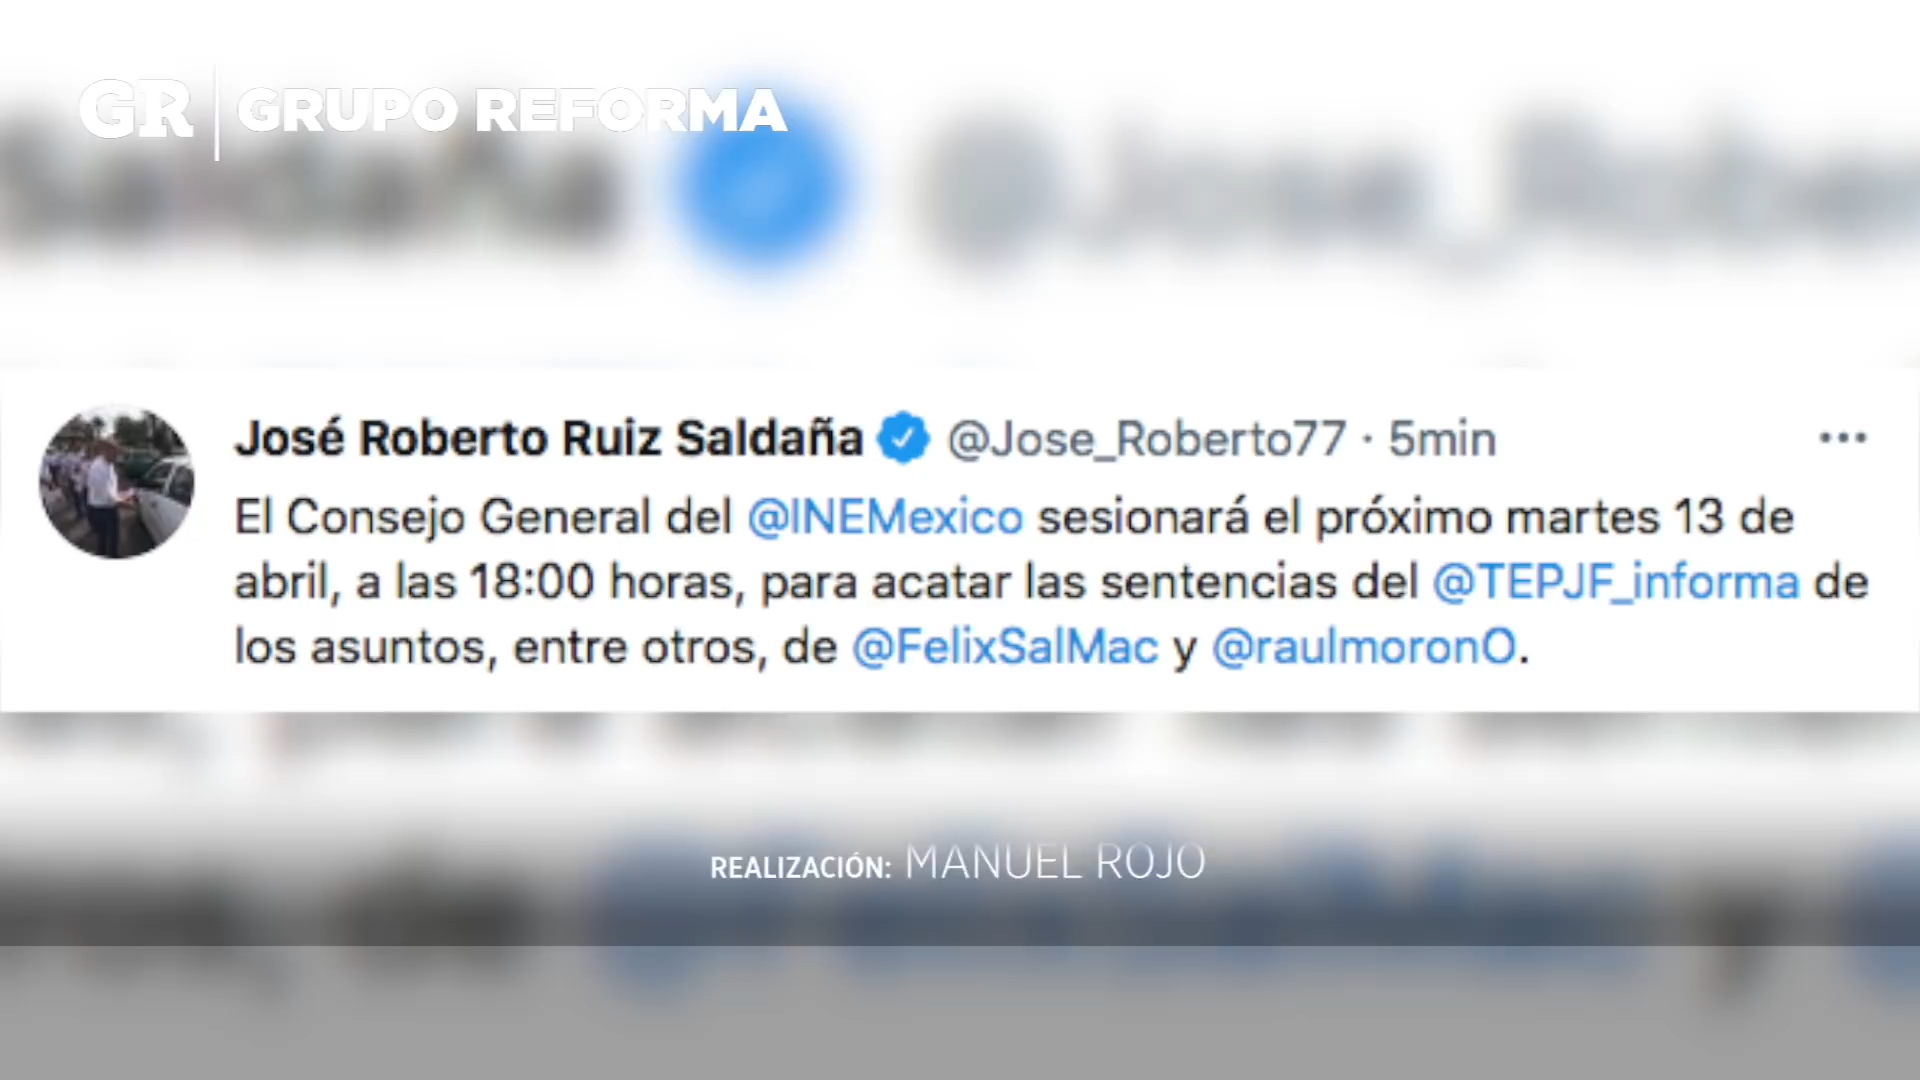 GR GRUPO REFORMA
José Roberto Ruiz Saldaña @Jose_Roberto77 · 5min
El Consejo General del @INEMexico sesionará el próximo martes 13 de
abril, a las 18:00 horas, para acatar las sentencias del @TEPJF_informa de
los asuntos, entre otros, de @FelixSalMac y @raulmoronO.
REALIZACIÓN: MANUEL ROJO